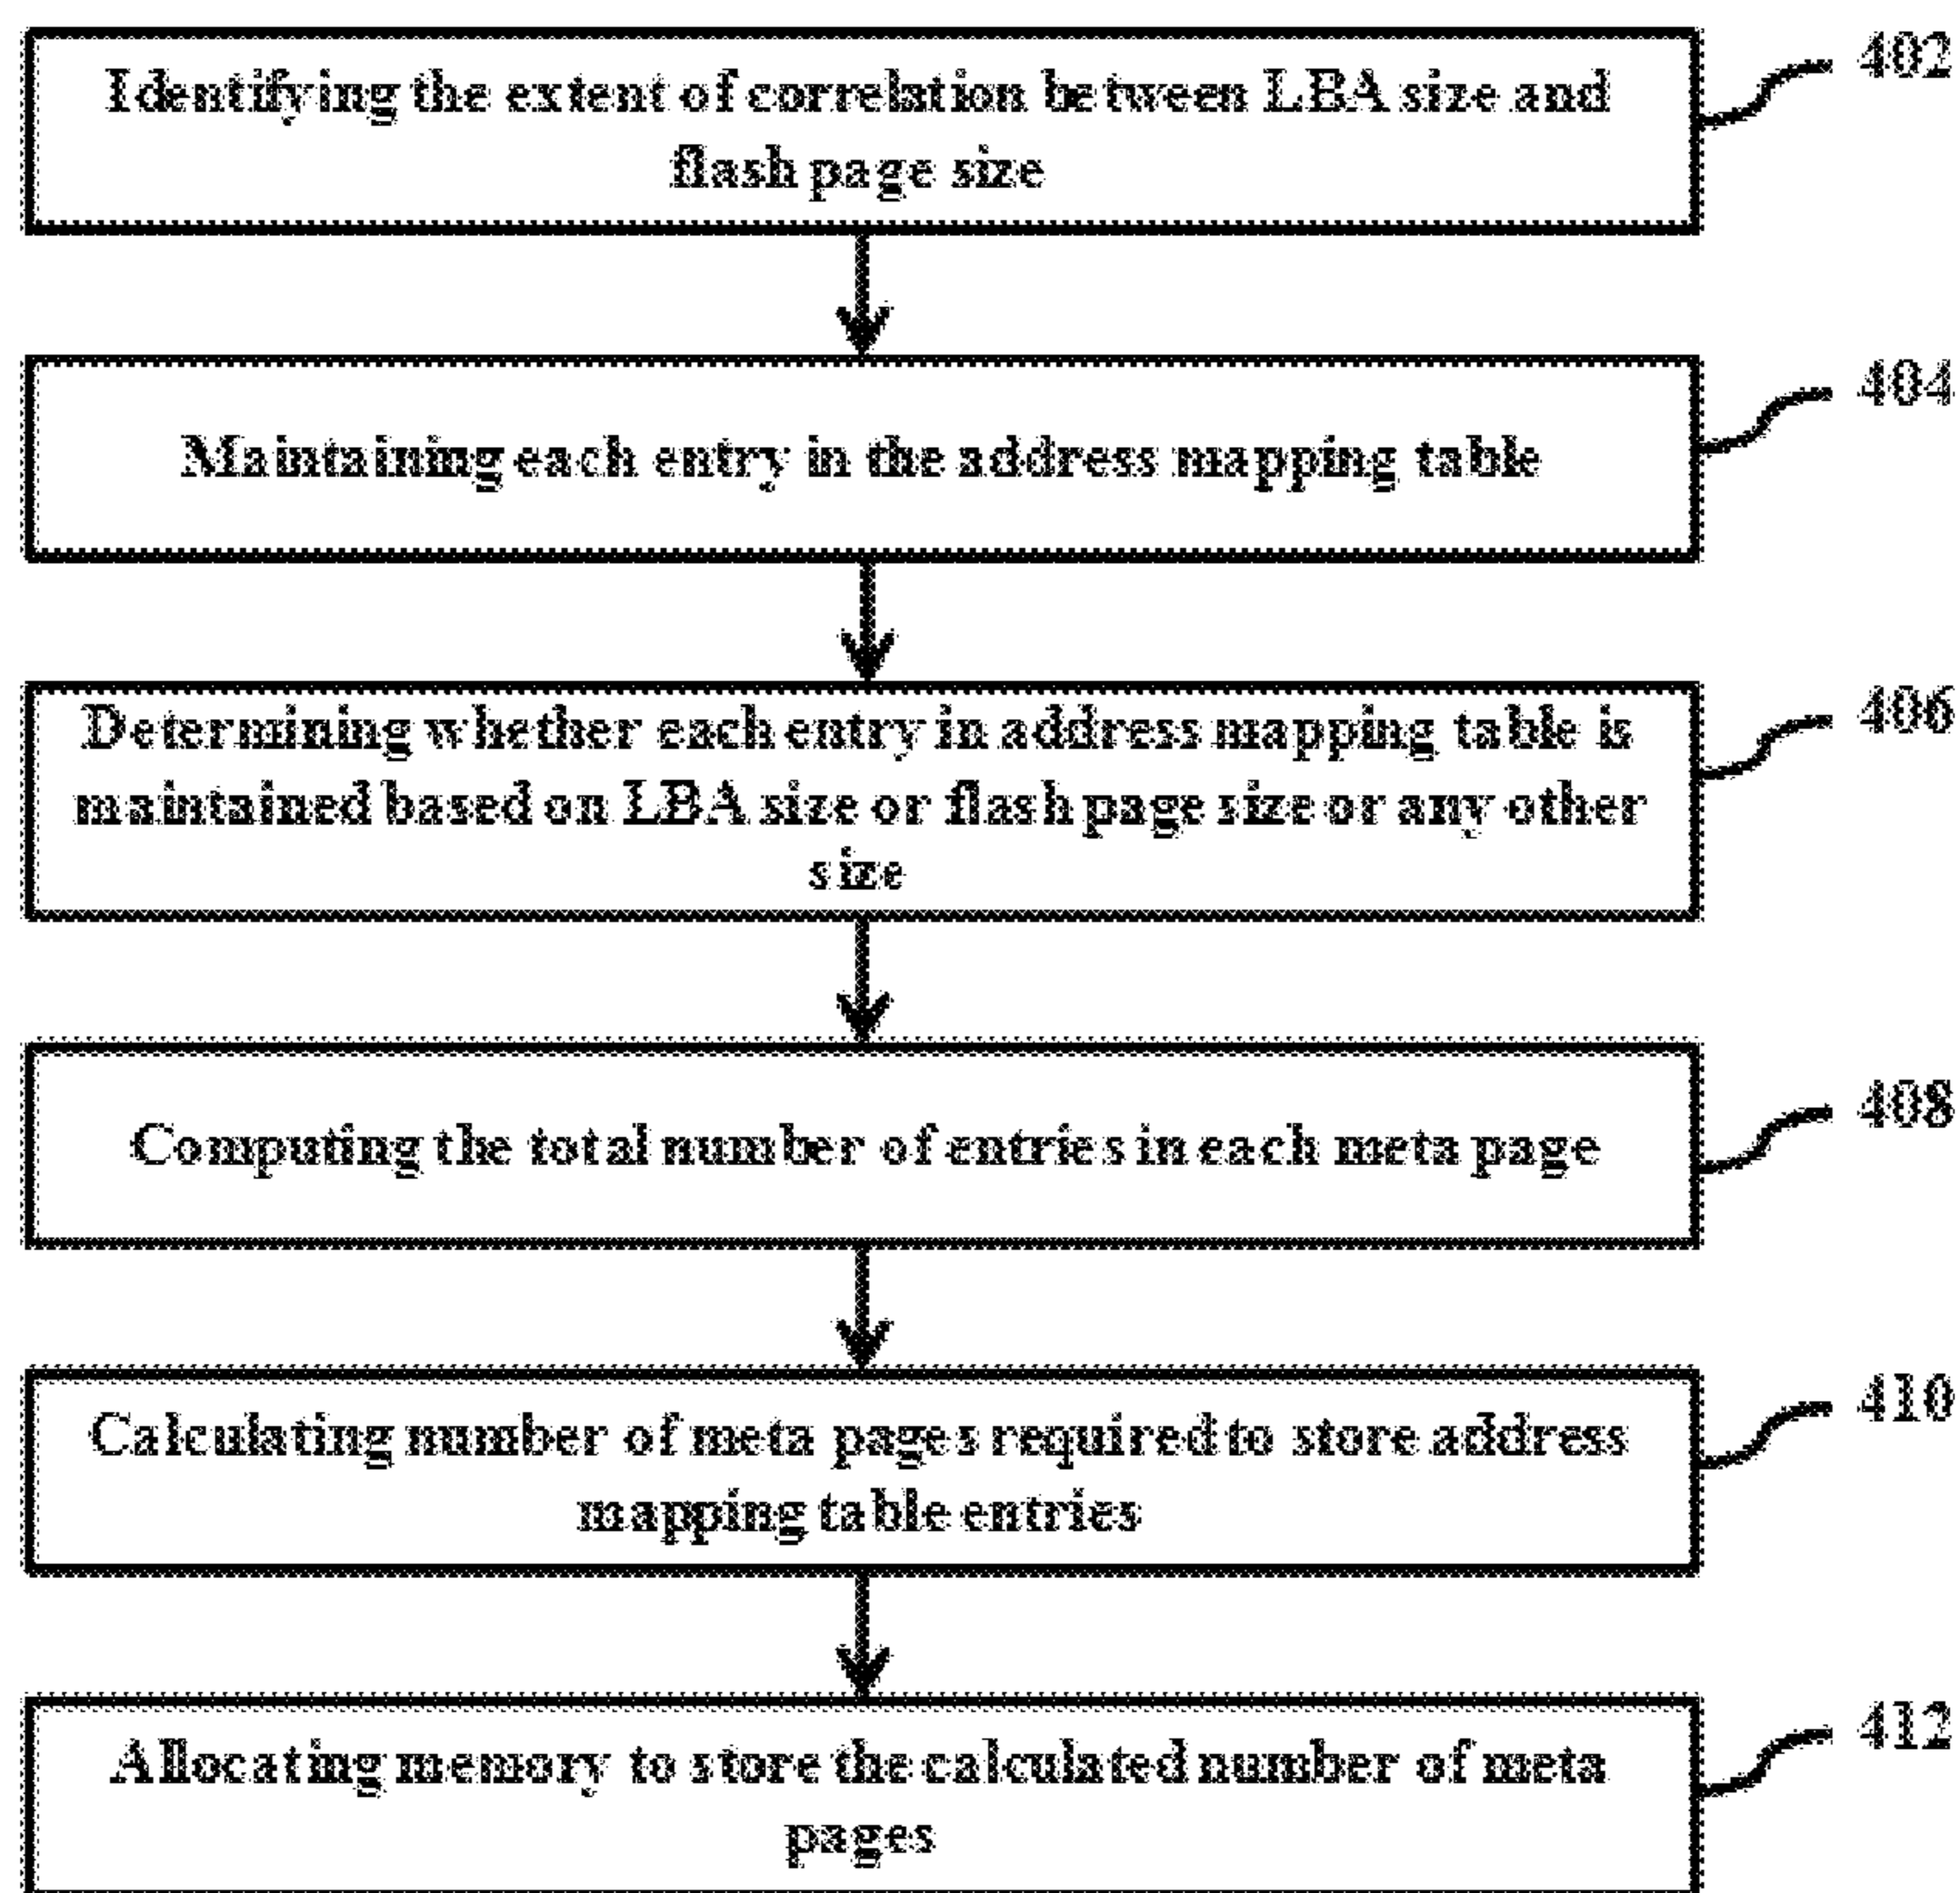 Identifying the extent of correlation between LBA size and
flash page size
402
Maintaining each entry in the address mapping table
404
Determining whether each entry in address mapping table is
maintained based on LBA size or flash page size or any other
size
406
Computing the total number of entries in each meta page
408
Calculating number of meta pages required to store address
mapping table entries
410
Allocating memory to store the calculated number of meta
pages
412